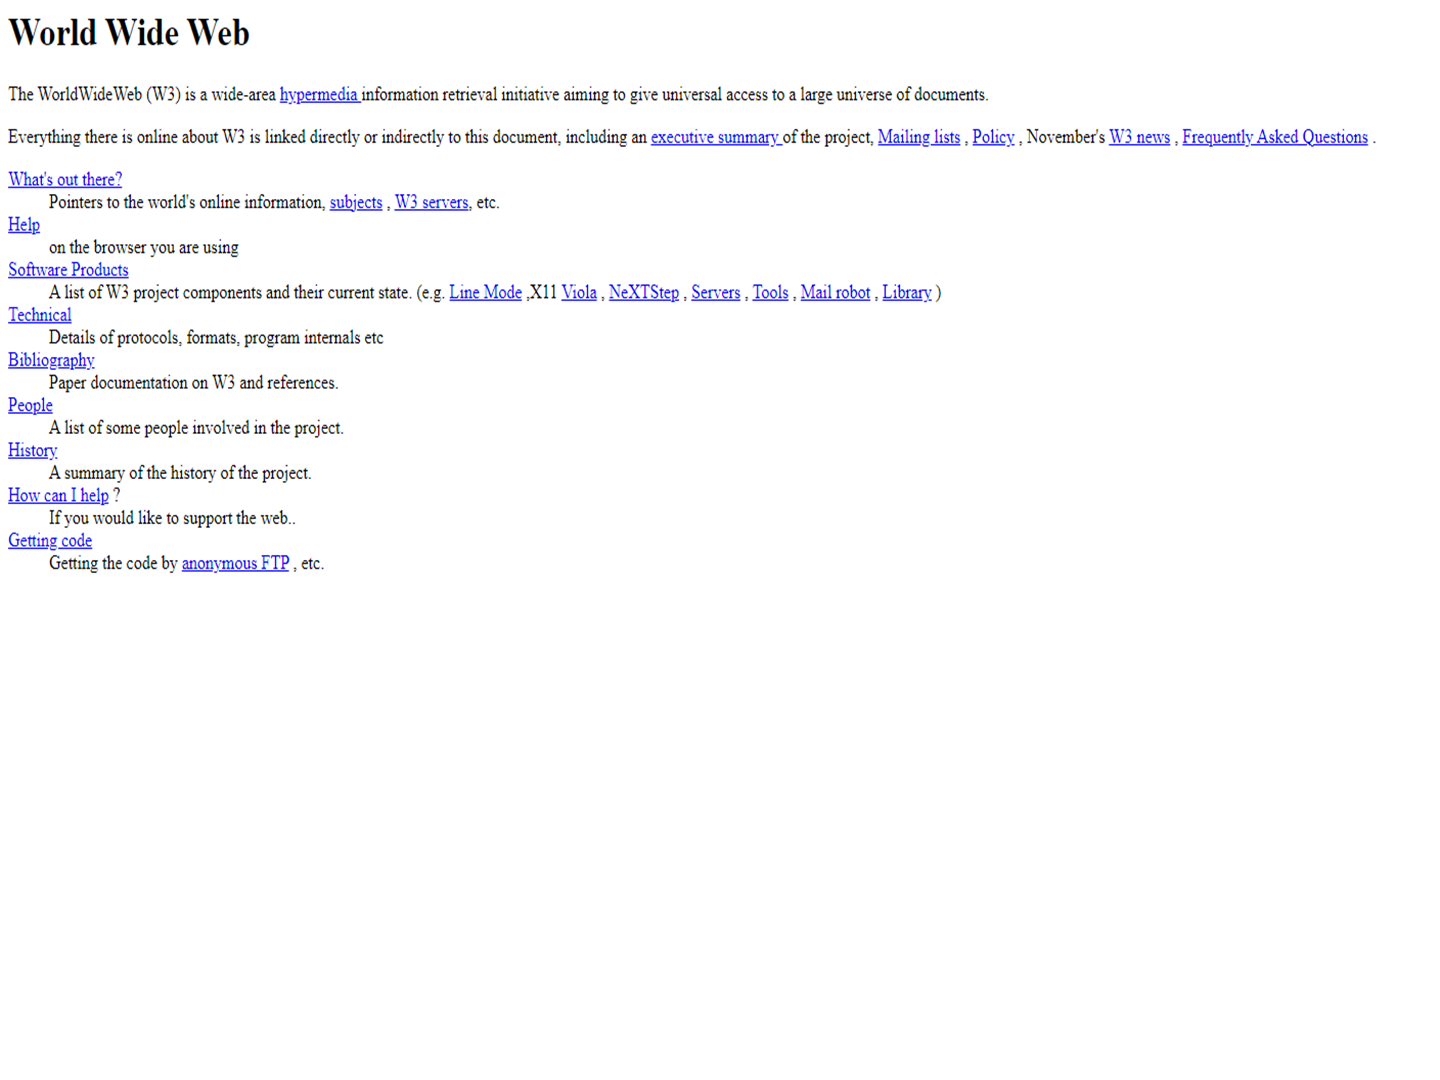 World Wide Web
The WorldWideWeb (W3) is a wide-area hypermedia information retrieval initiative aiming to give universal access to a large universe of documents.
Everything there is online about W3 is linked directly or indirectly to this document, including an executive summary of the project, Mailing lists , Policy , November's W3 news , Frequently Asked Questions .
What's out there?
Pointers to the world's online information, subjects , W3 servers, etc.
Help
on the browser you are using
Software Products
A list of W3 project components and their current state. (e.g. Line Mode ,X11 Viola , NeXTStep , Servers , Tools , Mail robot , Library )
Technical
Details of protocols, formats, program internals etc
Bibliography
Paper documentation on W3 and references.
People
A list of some people involved in the project.
History
A summary of the history of the project.
How can I help ?
If you would like to support the web..
Getting code
Getting the code by anonymous FTP , etc.